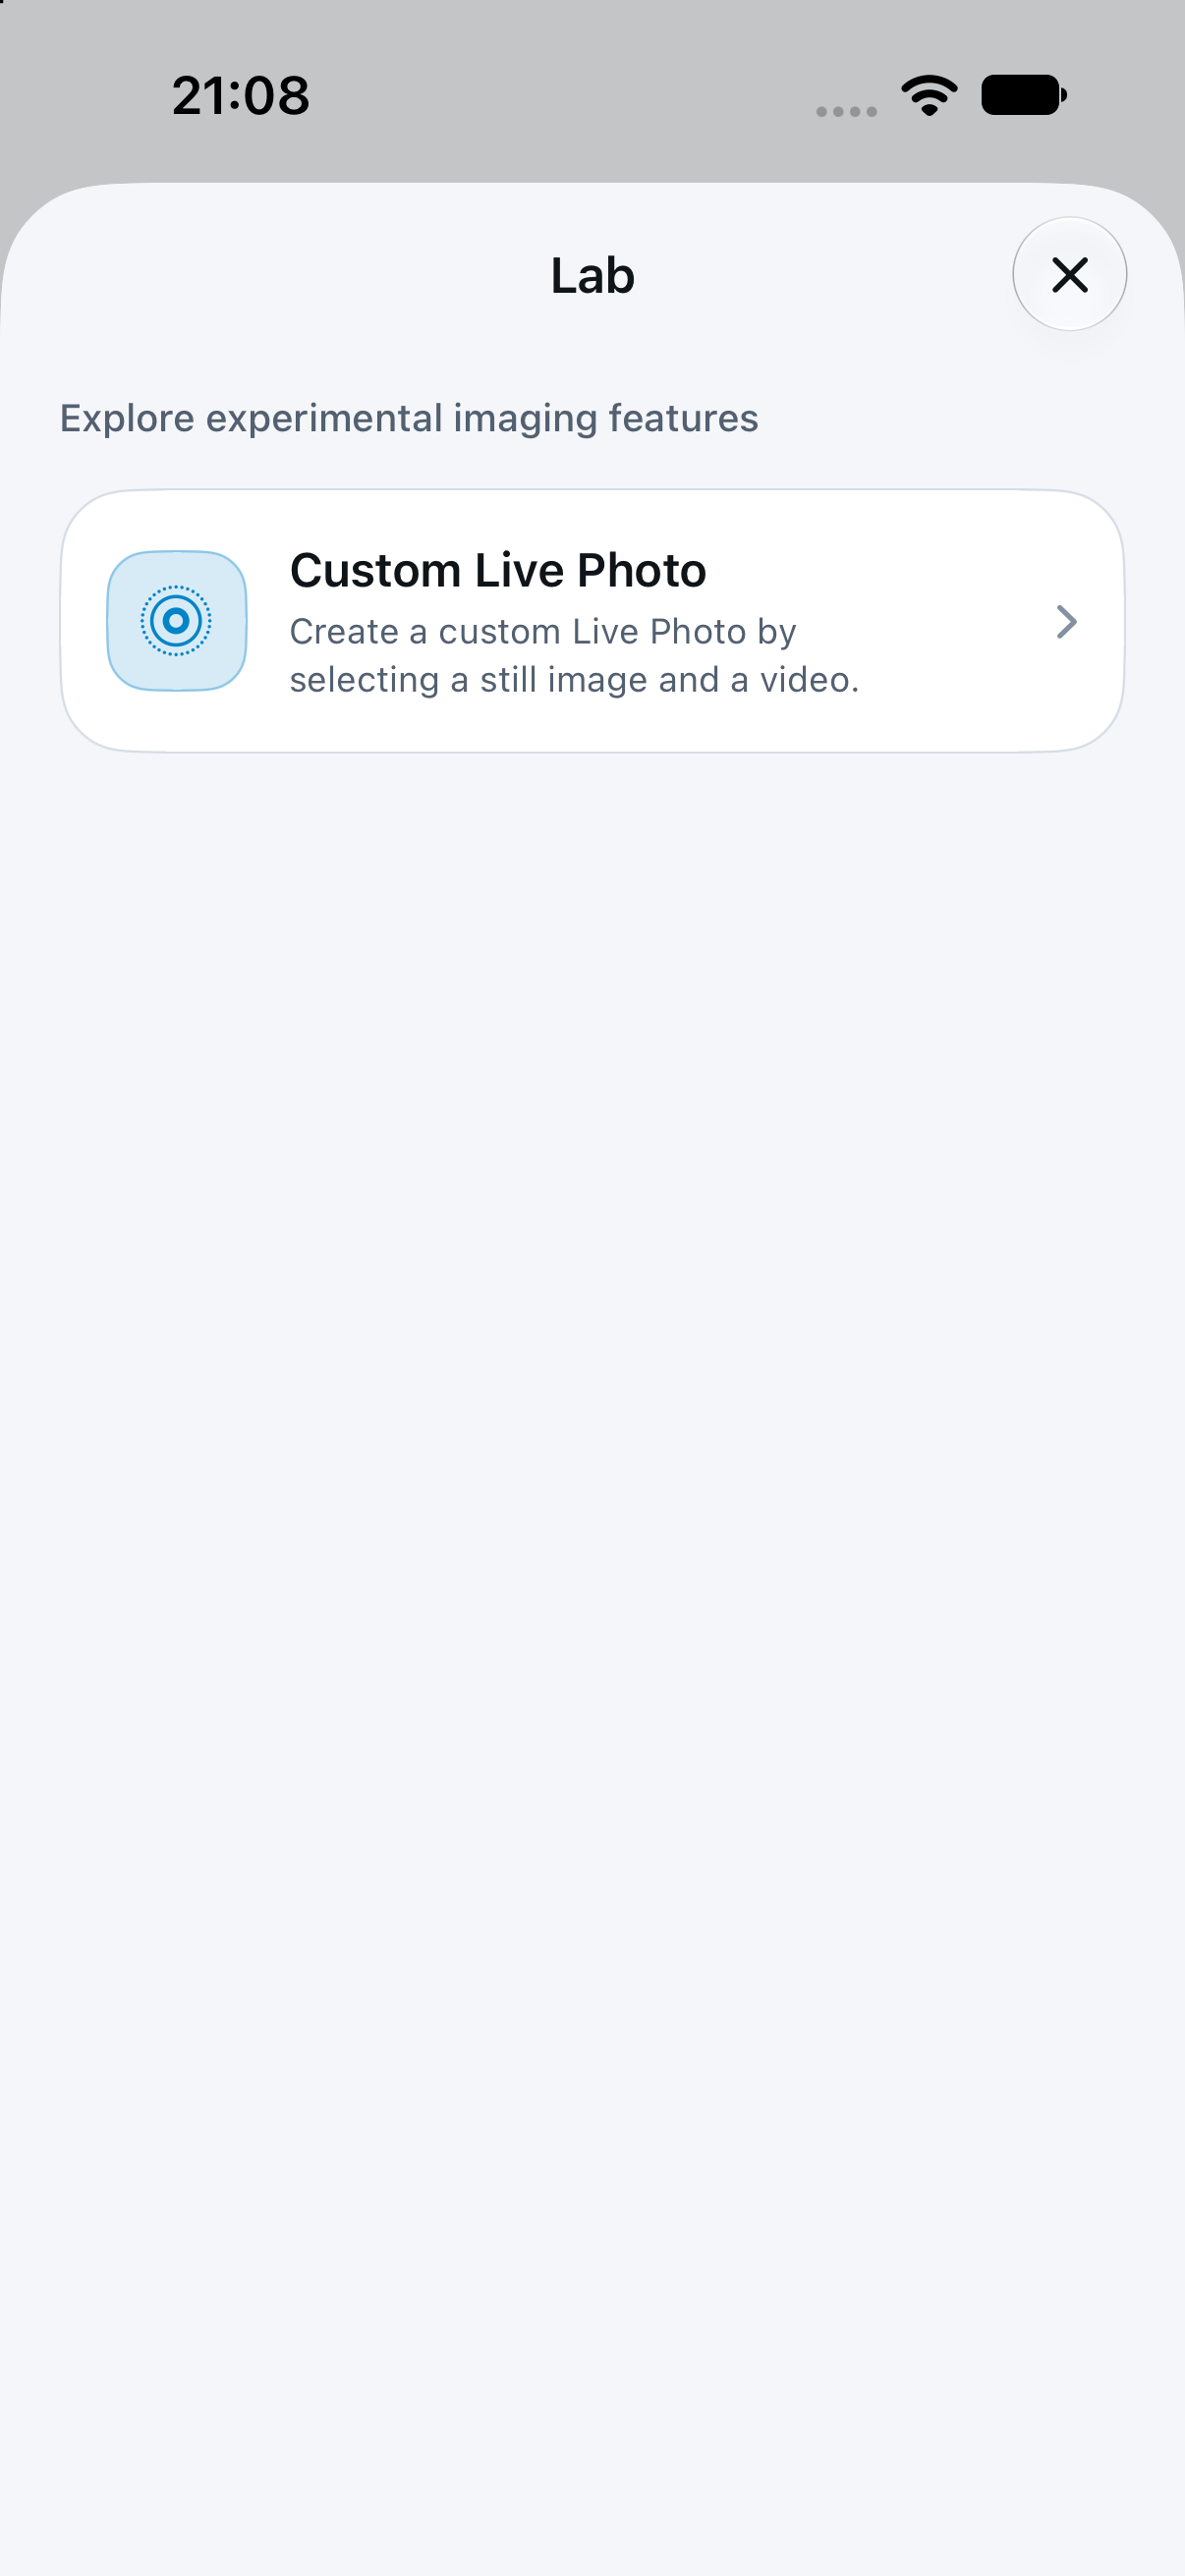 21:08
Lab
Explore experimental imaging features
Custom Live Photo
Create a custom Live Photo by
selecting a still image and a video.